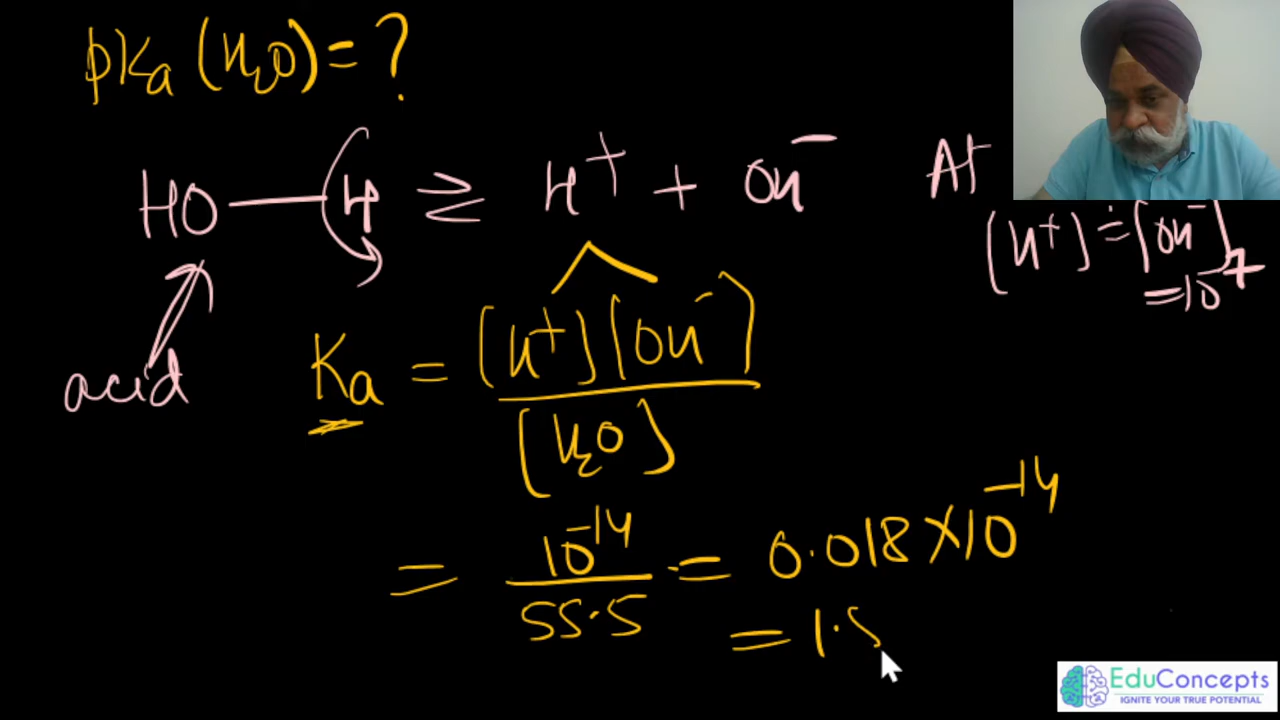 pKa (H2O) = ?
HO — H ⇌ H+ + OH-
At
[H+] = [OH-]
= 10-7
acid
Ka = [H+][OH-]
[H2O]
= 10-14 / 55.5 = 0.018 X 10-14
= 1.
EduConcepts
IGNITE YOUR TRUE POTENTIAL